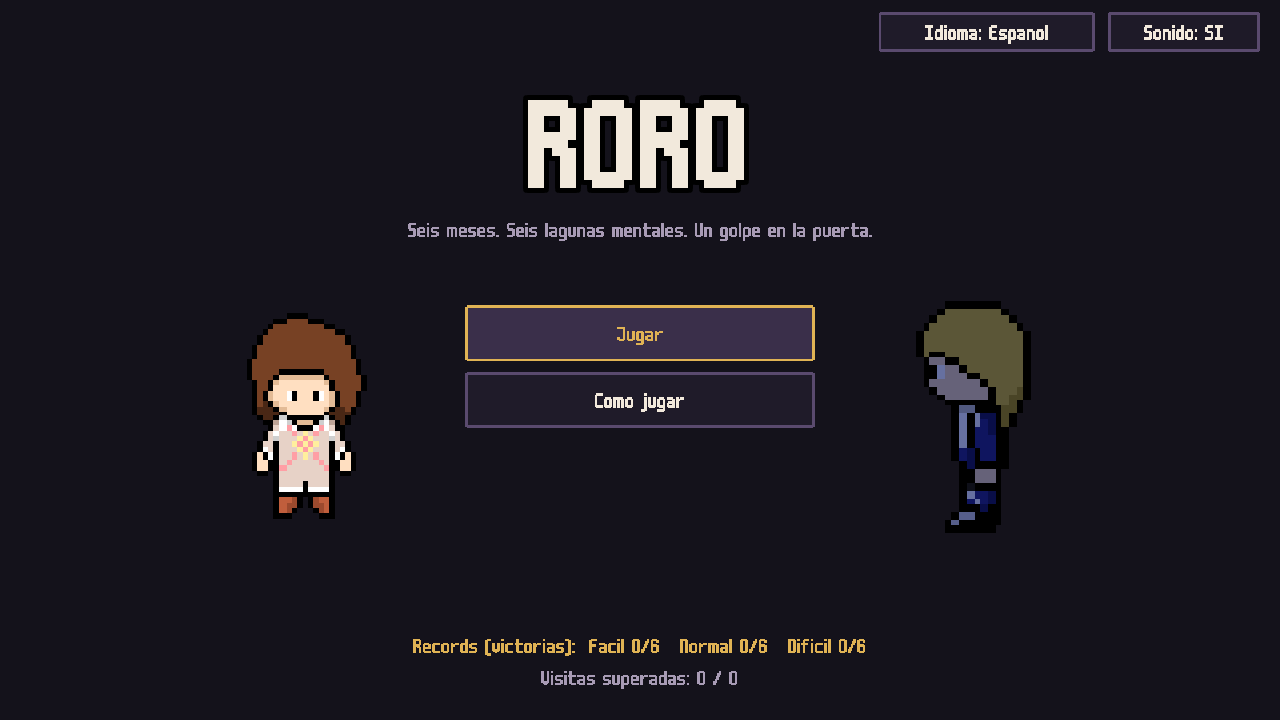 Idioma: Espanol
Sonido: SI
RORO
Seis meses. Seis lagunas mentales. Un golpe en la puerta.
Jugar
Como jugar
Records (victorias): Facil 0/6 Normal 0/6 Dificil 0/6
Visitas superadas: 0 / 0